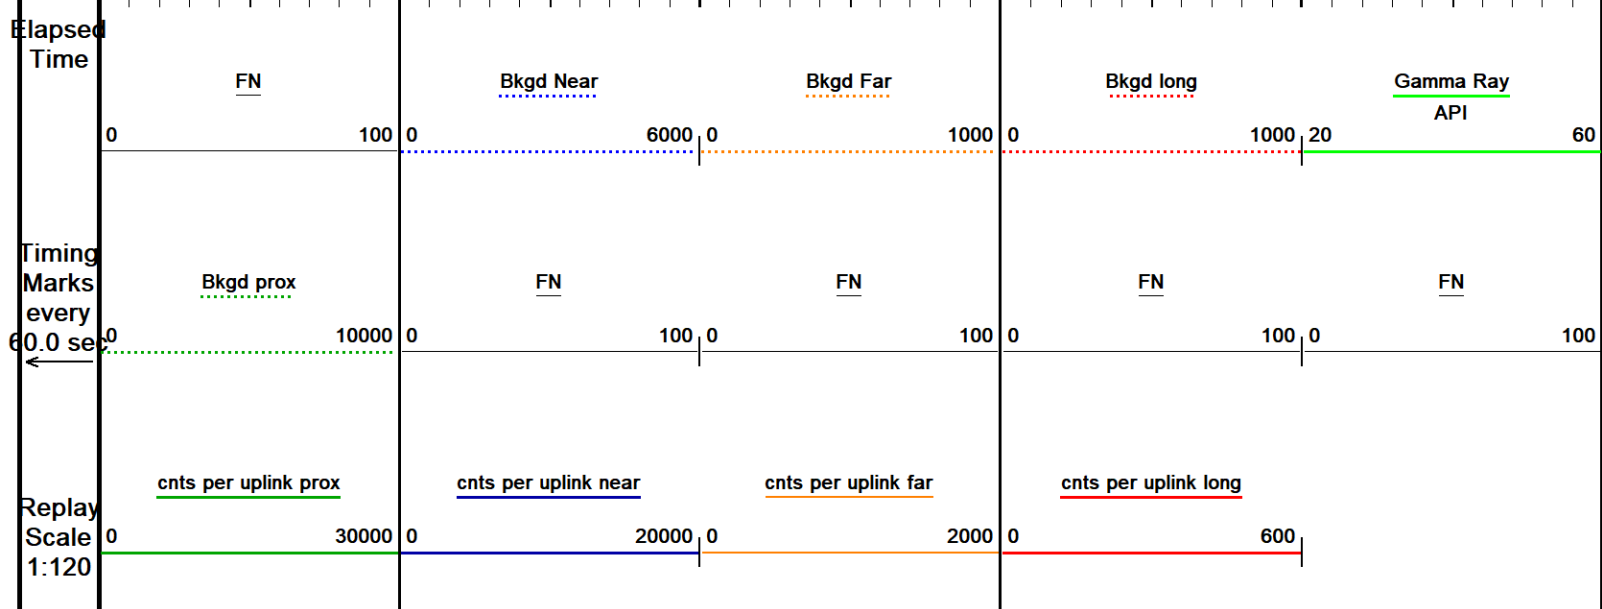 Elapsed
Time
FN
Bkgd Near
Bkgd Far
Bkgd long
Gamma Ray
API
0 100 0 6000 0 1000 0 1000 20 60
Timing
Marks
every
60.0 sec
Bkgd prox
FN
FN
FN
FN
0 10000 0 100 0 100 0 100 0 100
cnts per uplink prox
cnts per uplink near
cnts per uplink far
cnts per uplink long
Replay
Scale
1:120
0 30000 0 20000 0 2000 0 600